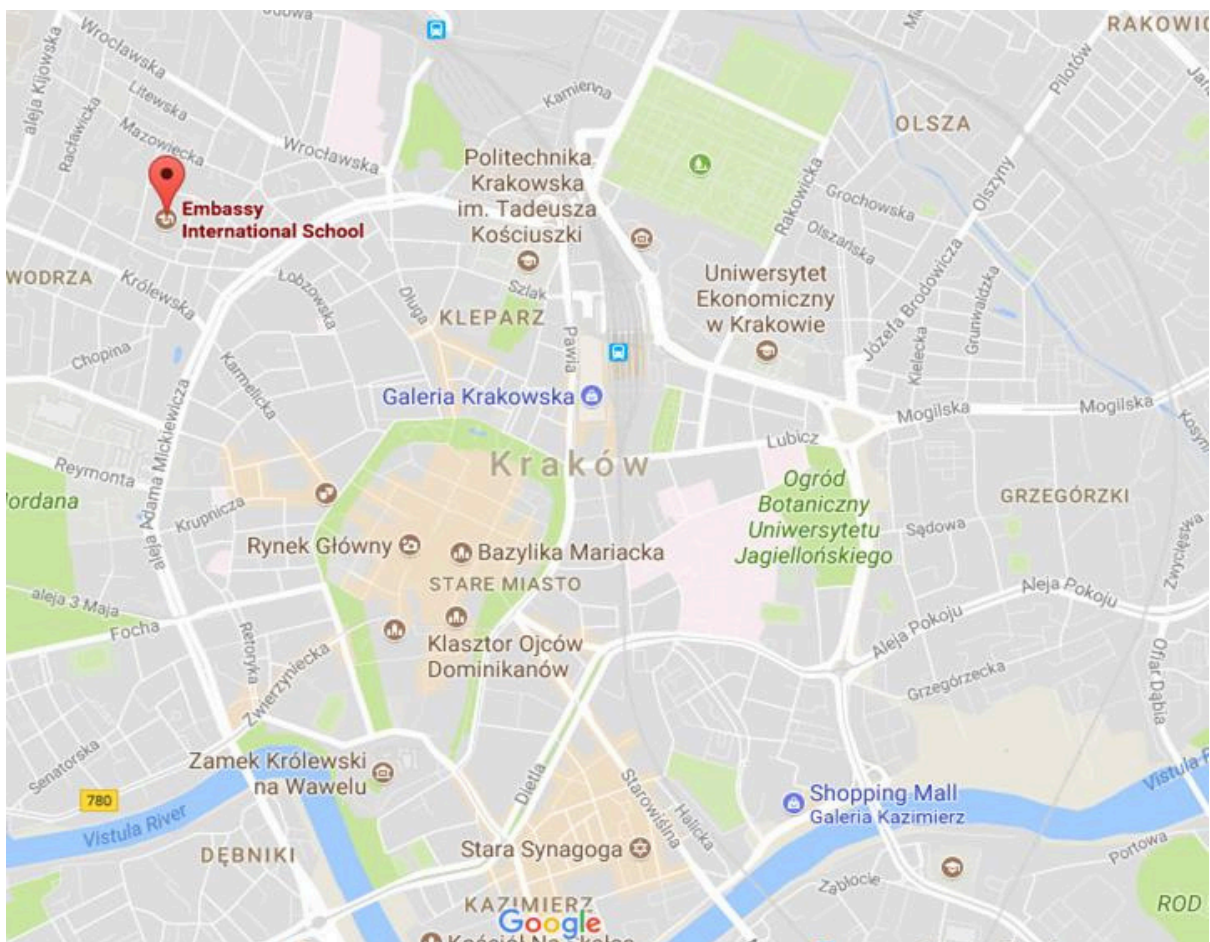 RAKOWIC
Wrocławska
aleja Kijowska
Litewska
Racławicka
Mazowiecka
Wrocławska
Kamienna
Pilotów
OLSZA
Politechnika
Krakowska
im. Tadeusza
Kościuszki
Rakowicka
Grochowska
Olszyny
Embassy
International School
Olszańska
WODRZA
Królewska
Łobzowska
Długa
Szlak
KLEPARZ
Uniwersytet
Ekonomiczny
w Krakowie
Józefa Brodowicza
Kielecka
Grunwaldzka
Chopina
Karmelicka
Pawia
Galeria Krakowska
Mogilska
Mogilska
Lubicz
aleja Adama Mickiewicza
Reymonta
Kraków
Jordana
Krupnicza
Ogród
Botaniczny
Uniwersytetu
Jagiellońskiego
GRZEGÓRZKI
Sądowa
Zwycięstwa
Rynek Główny
Bazylika Mariacka
STARE MIASTO
aleja 3 Maja
Focha
Retoryka
Zwierzyniecka
Klasztor Ojców
Dominikanów
Aleja Pokoju
Aleja Pokoju
Grzegórzecka
Ofiar Dąbia
Senatorska
Zamek Królewski
na Wawelu
780
Vistula River
Dietla
Starowiślna
Halicka
Shopping Mall
Galeria Kazimierz
Vistula R
DĘBNIKI
Stara Synagoga
Zabłocie
Portowa
ROD
KAZIMIERZ
Google